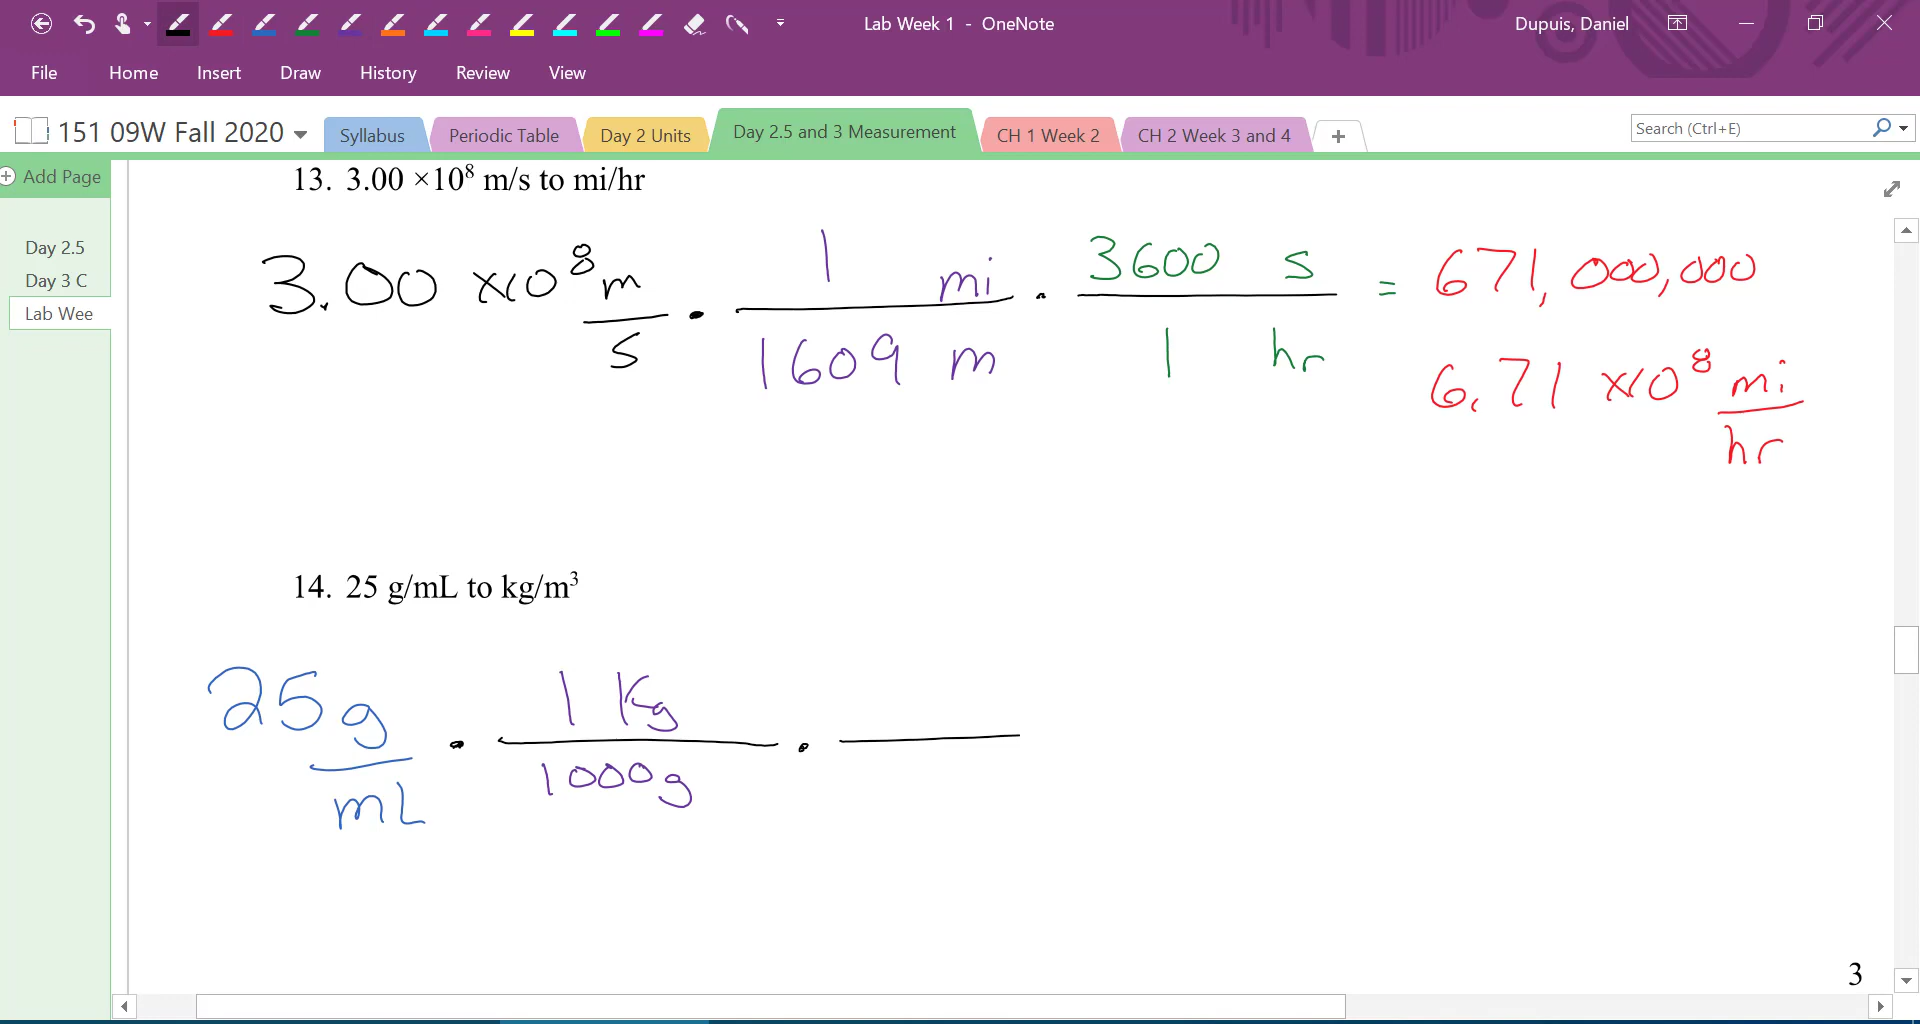 Lab Week 1 - OneNote
Dupuis, Daniel
File Home Insert Draw History Review View
151 09W Fall 2020
Syllabus
Periodic Table
Day 2 Units
Day 2.5 and 3 Measurement
CH 1 Week 2
CH 2 Week 3 and 4
+
Search (Ctrl+E)
Add Page
Day 2.5
Day 3 C
Lab Wee
13. 3.00 ×10⁸ m/s to mi/hr
3.00 ×10⁸ m/s · 1 mi/1609 m · 3600 s/1 hr = 671,000,000
6.71 ×10⁸ mi/hr
14. 25 g/mL to kg/m³
25 g/mL · 1 Kg/1000g ·
3